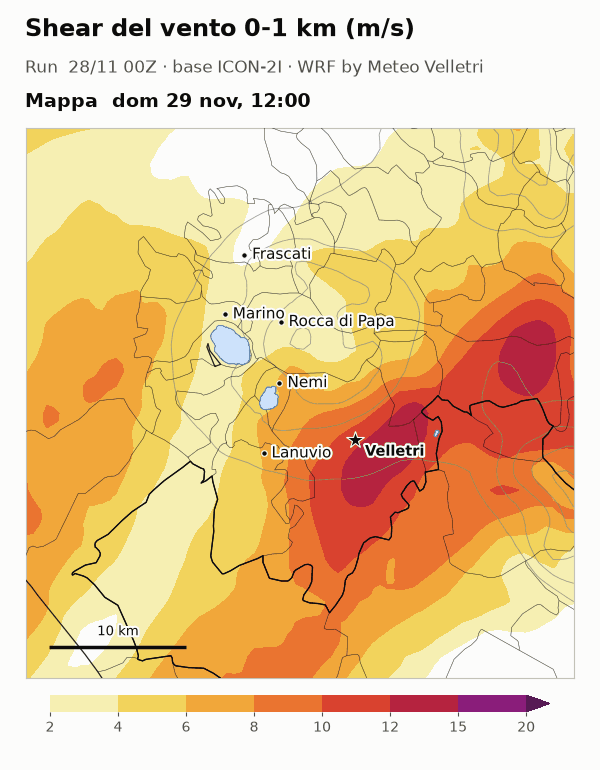 Shear del vento 0-1 km (m/s)
Run  28/11 00Z · base ICON-2I · WRF by Meteo Velletri
Mappa  dom 29 nov, 12:00
Frascati
Marino
Rocca di Papa
Nemi
Lanuvio
Velletri
10 km
2 4 6 8 10 12 15 20